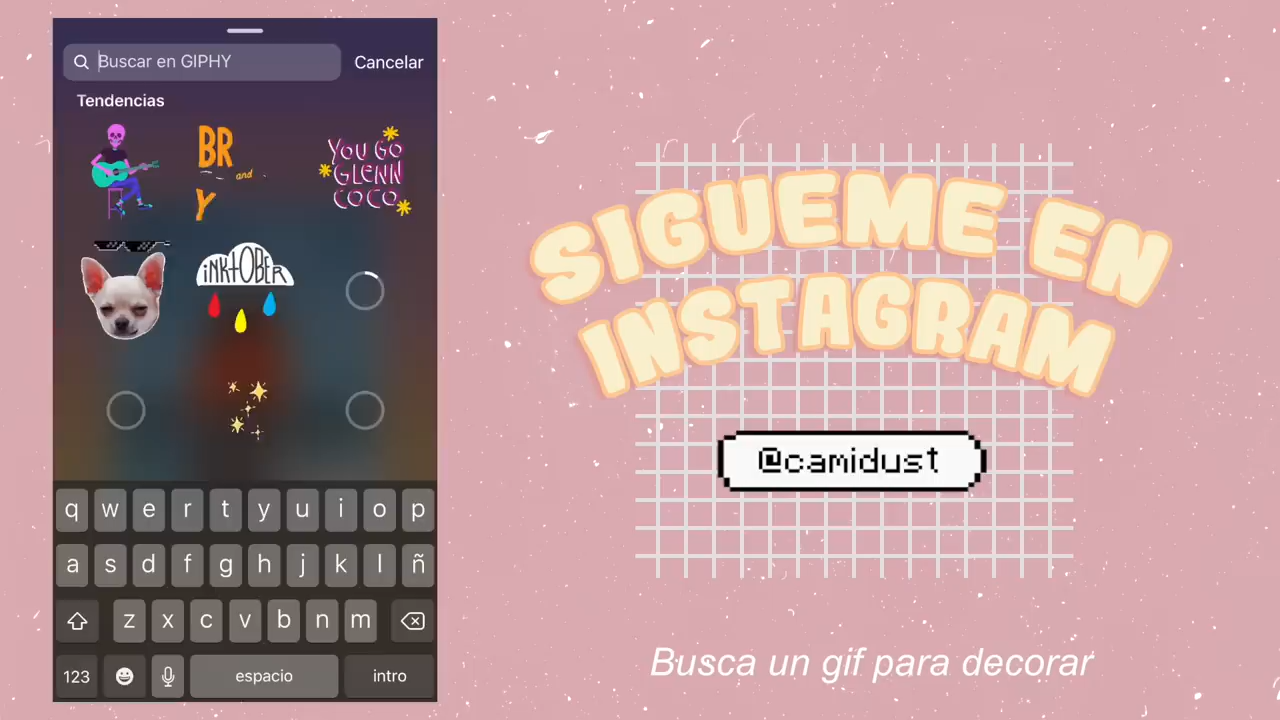 Buscar en GIPHY
Cancelar
Tendencias
BR
and
Y
YOU GO
GLENN
COCO
iNKtOBER
q w e r t y u i o p
a s d f g h j k l ñ
z x c v b n m
123
espacio
intro
SIGUEME EN
INSTAGRAM
@camidust
Busca un gif para decorar